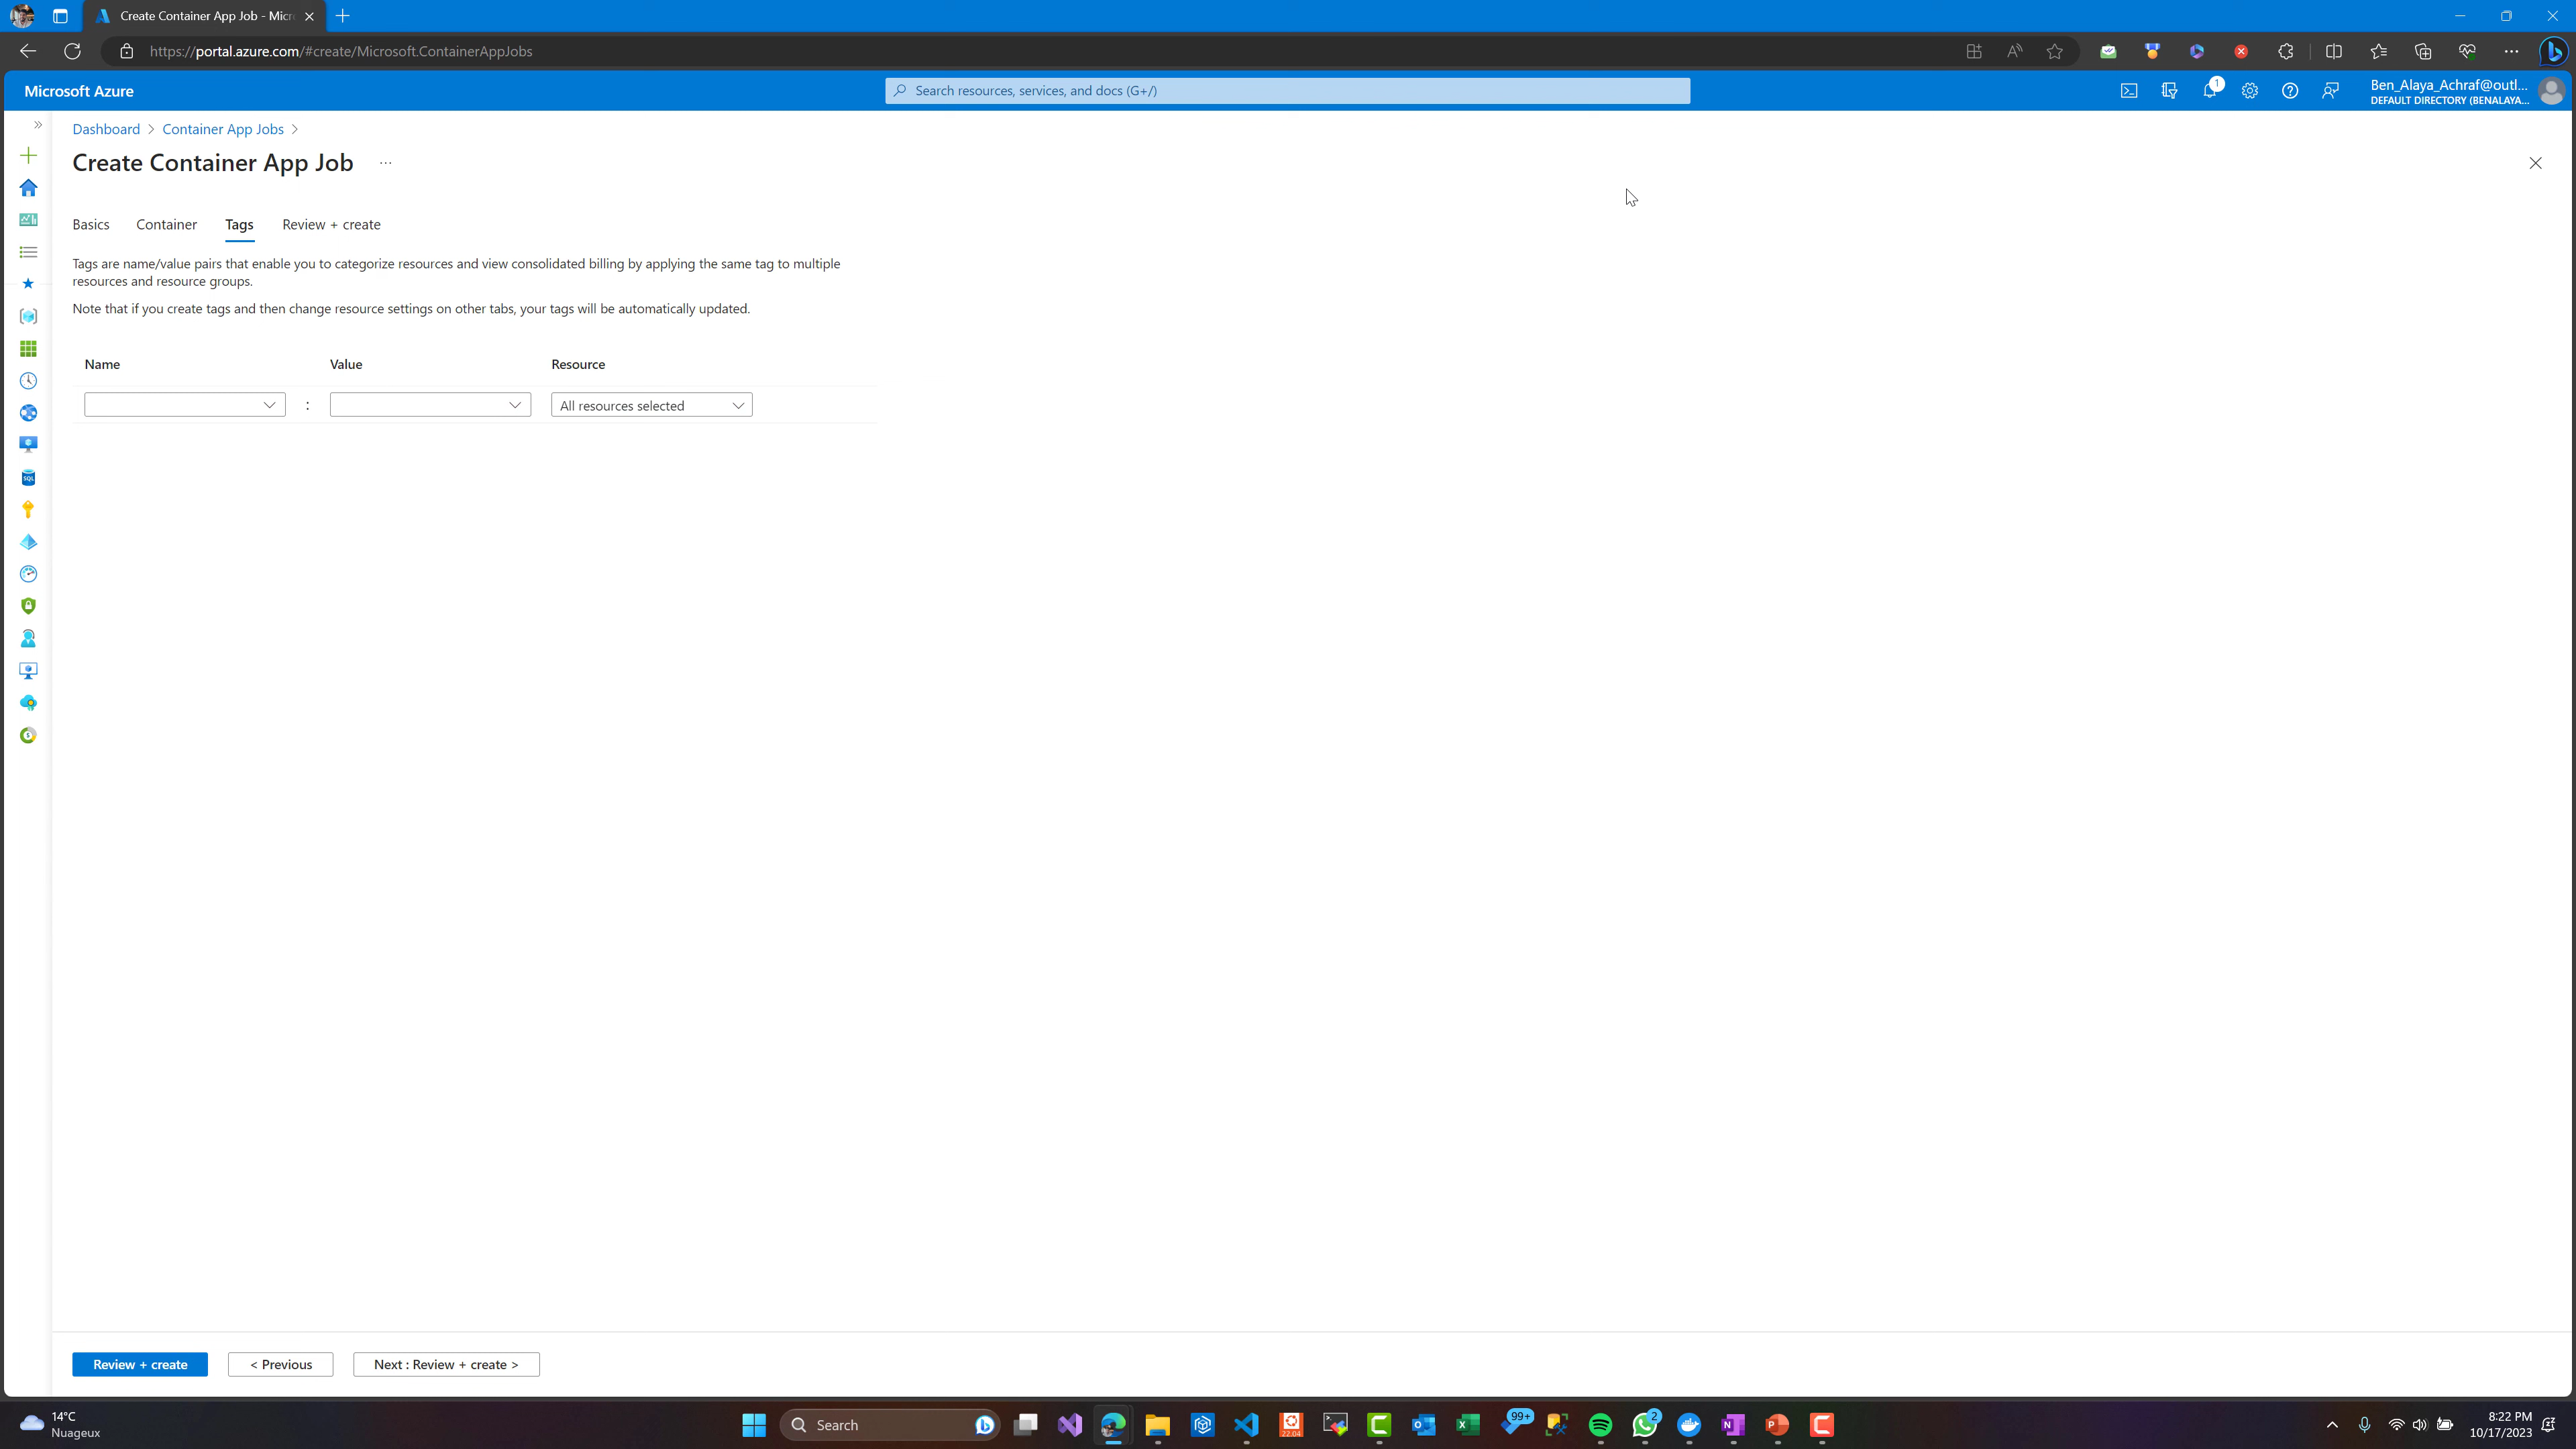 Create Container App Job - Micr
https://portal.azure.com/#create/Microsoft.ContainerAppJobs
Microsoft Azure
Search resources, services, and docs (G+/)
1
Ben_Alaya_Achraf@outl...
DEFAULT DIRECTORY (BENALAYA...
Dashboard > Container App Jobs >
Create Container App Job ...
Basics Container Tags Review + create
Tags are name/value pairs that enable you to categorize resources and view consolidated billing by applying the same tag to multiple
resources and resource groups.
Note that if you create tags and then change resource settings on other tabs, your tags will be automatically updated.
Name Value Resource
: All resources selected
SQL
Review + create < Previous Next : Review + create >
14°C
Nuageux
Search
22.04
99+
2
8:22 PM
10/17/2023